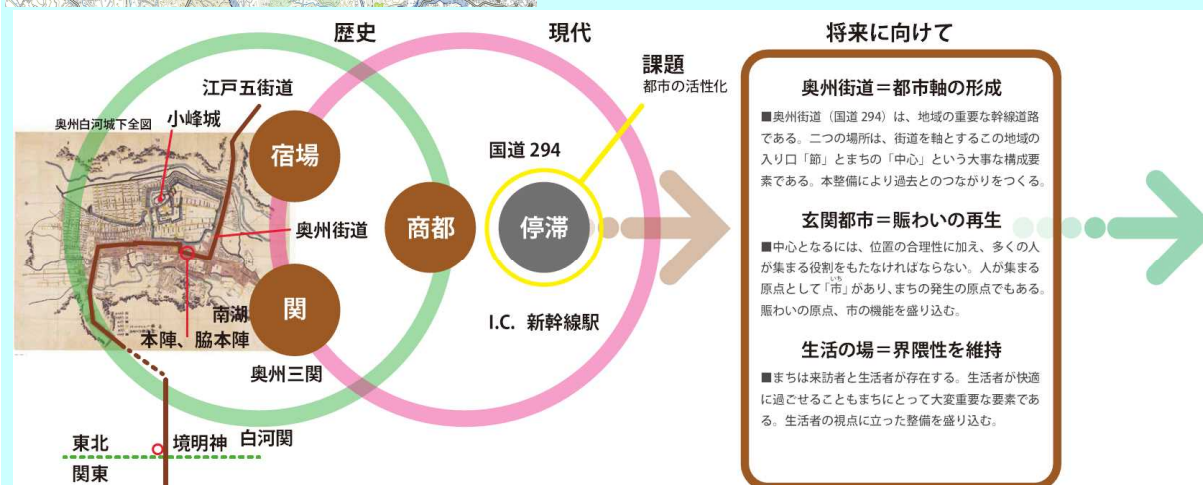 歴史
現代
将来に向けて
課題
都市の活性化
江戸五街道
奥州白河城下全図
小峰城
宿場
国道 294
奥州街道
商都
停滞
関
南湖
本陣、脇本陣
I.C. 新幹線駅
奥州三関
東北
境明神
白河関
関東
奥州街道＝都市軸の形成
■奥州街道（国道 294）は、地域の重要な幹線道路
である。二つの場所は、街道を軸とするこの地域の
入り口「節」とまちの「中心」という大事な構成要
素である。本整備により過去とのつながりをつくる。
玄関都市＝賑わいの再生
■中心となるには、位置の合理性に加え、多くの人
が集まる役割をもたなければならない。人が集まる
いち
原点として「市」があり、まちの発生の原点でもある。
賑わいの原点、市の機能を盛り込む。
生活の場＝界隈性を維持
■まちは来訪者と生活者が存在する。生活者が快適
に過ごせることもまちにとって大変重要な要素であ
る。生活者の視点に立った整備を盛り込む。